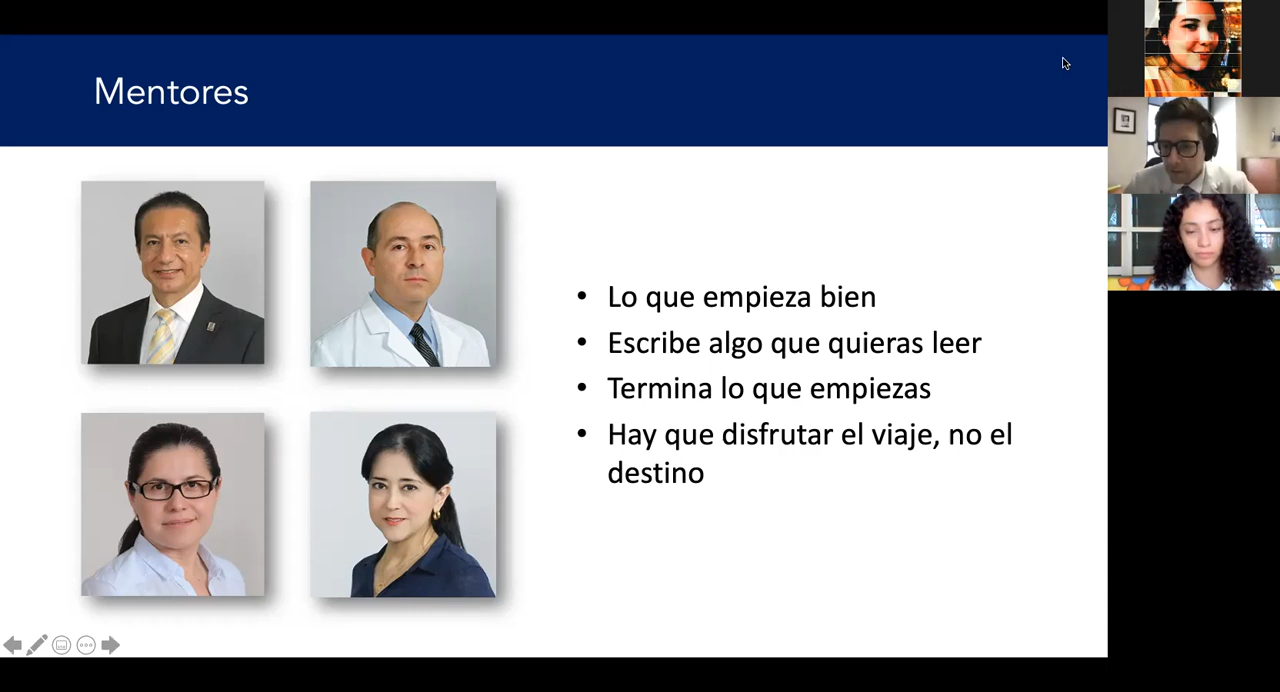 Mentores
• Lo que empieza bien
• Escribe algo que quieras leer
• Termina lo que empiezas
• Hay que disfrutar el viaje, no el
destino